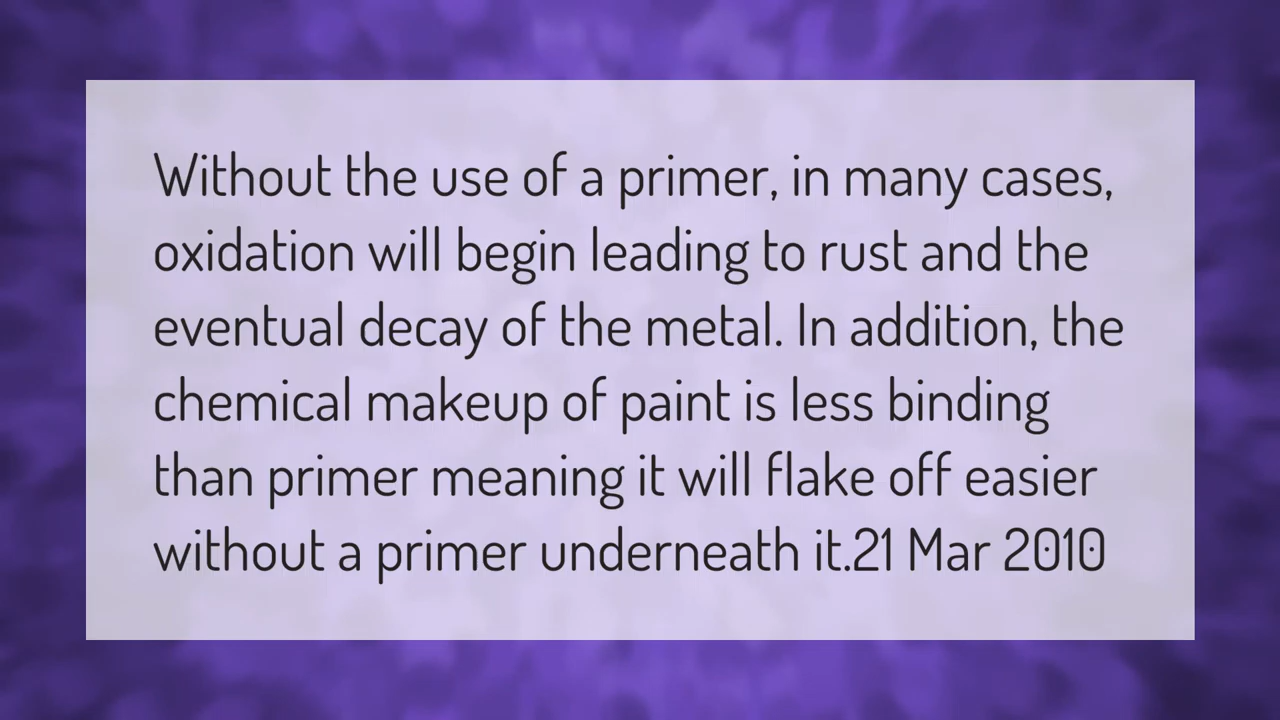 Without the use of a primer, in many cases,
oxidation will begin leading to rust and the
eventual decay of the metal. In addition, the
chemical makeup of paint is less binding
than primer meaning it will flake off easier
without a primer underneath it.21 Mar 2010